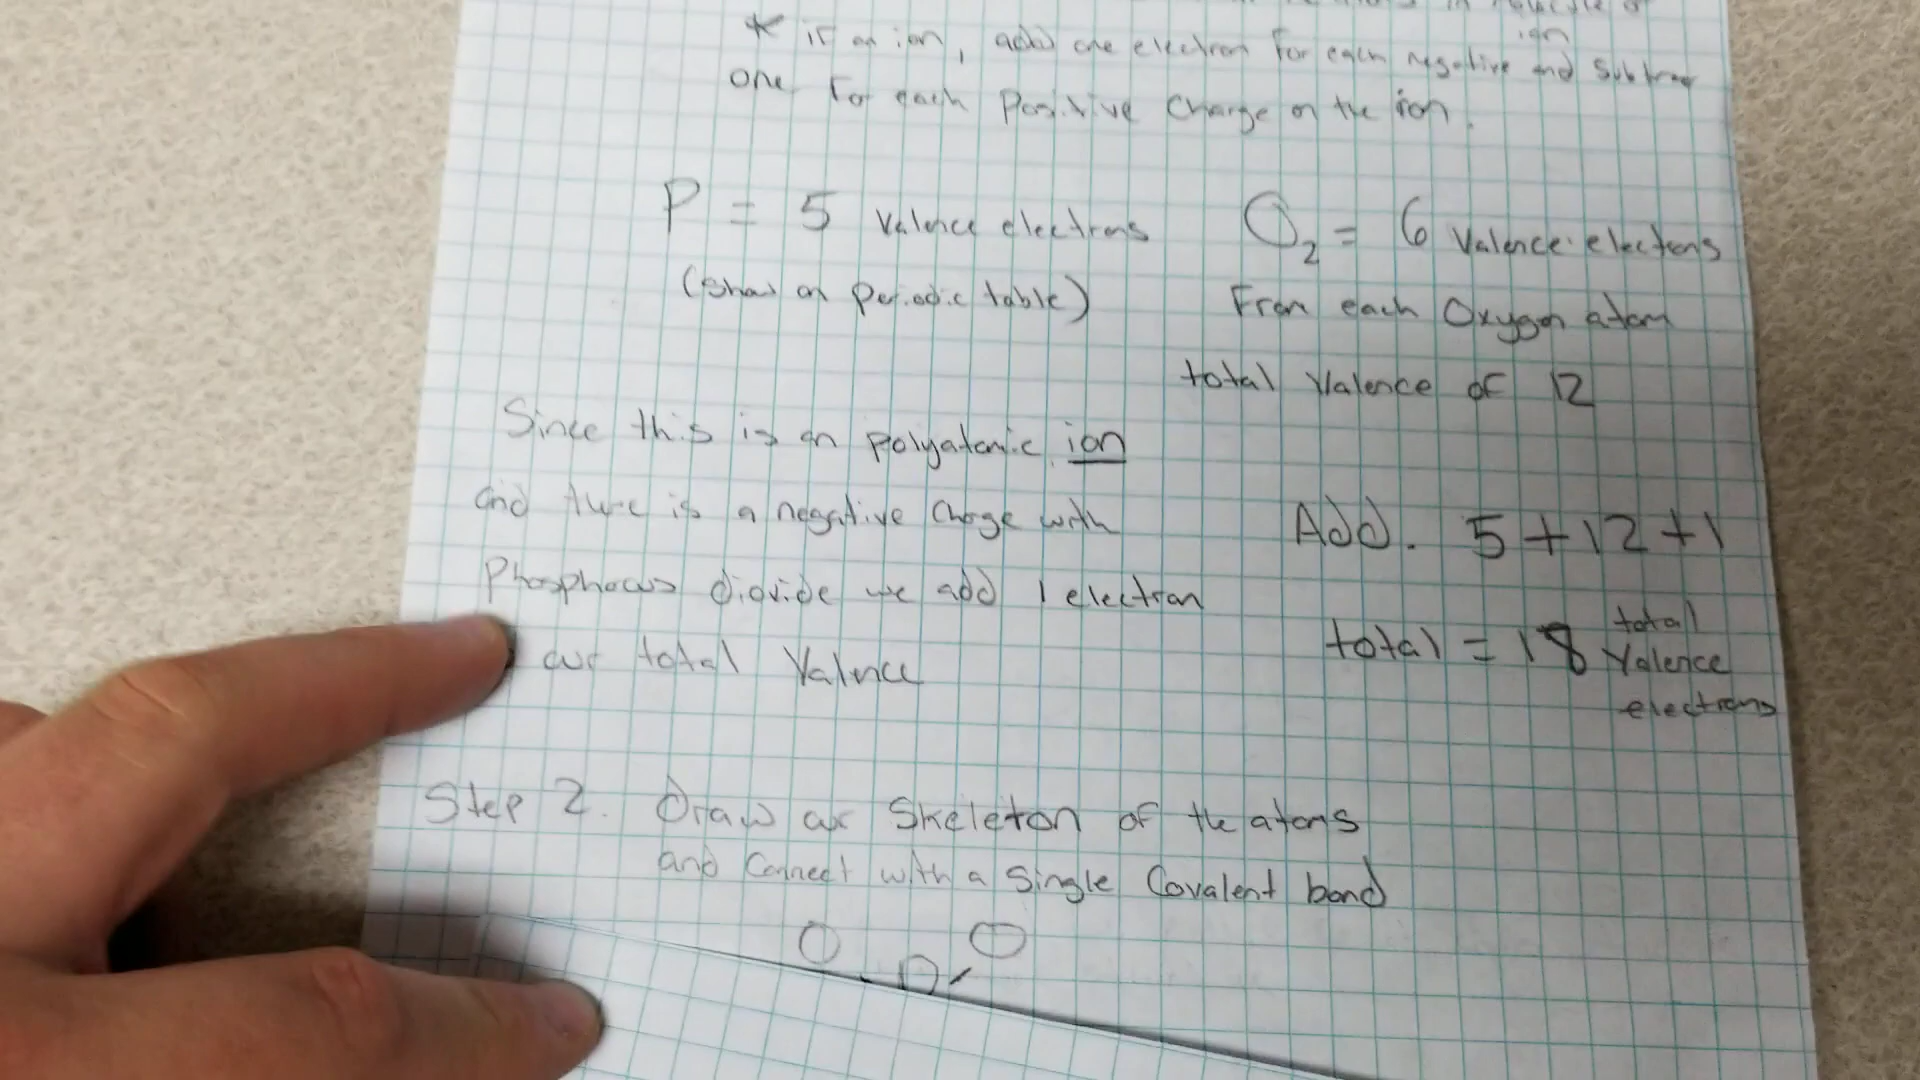 in
ion
* if an ion, add one electron for each negative and subtract
one for each positive charge on the ion.
P = 5 valence electrons
(show on periodic table)
O2 = 6 valence electrons
From each Oxygen atom
total valence of 12
Since this is an polyatomic ion
and there is a negative charge with
we add 1 electron
our total valence
Add. 5+12+1
total = 18 total valence electrons
Step 2. Draw our skeleton of the atoms
and connect with a single covalent bond
O O